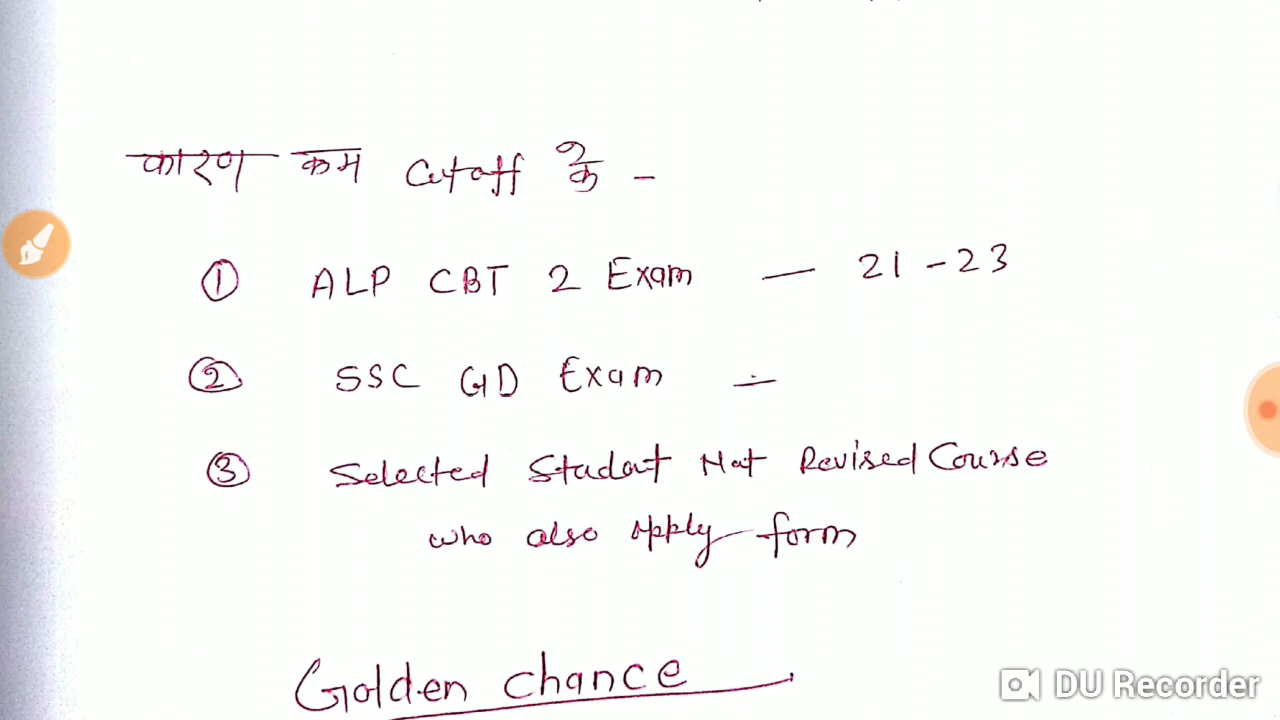 कारण कम Cutoff के -
① ALP CBT 2 Exam — 21-23
② SSC GD Exam —
③ Selected Student Not Revised Course
who also apply form
Golden chance
DU Recorder